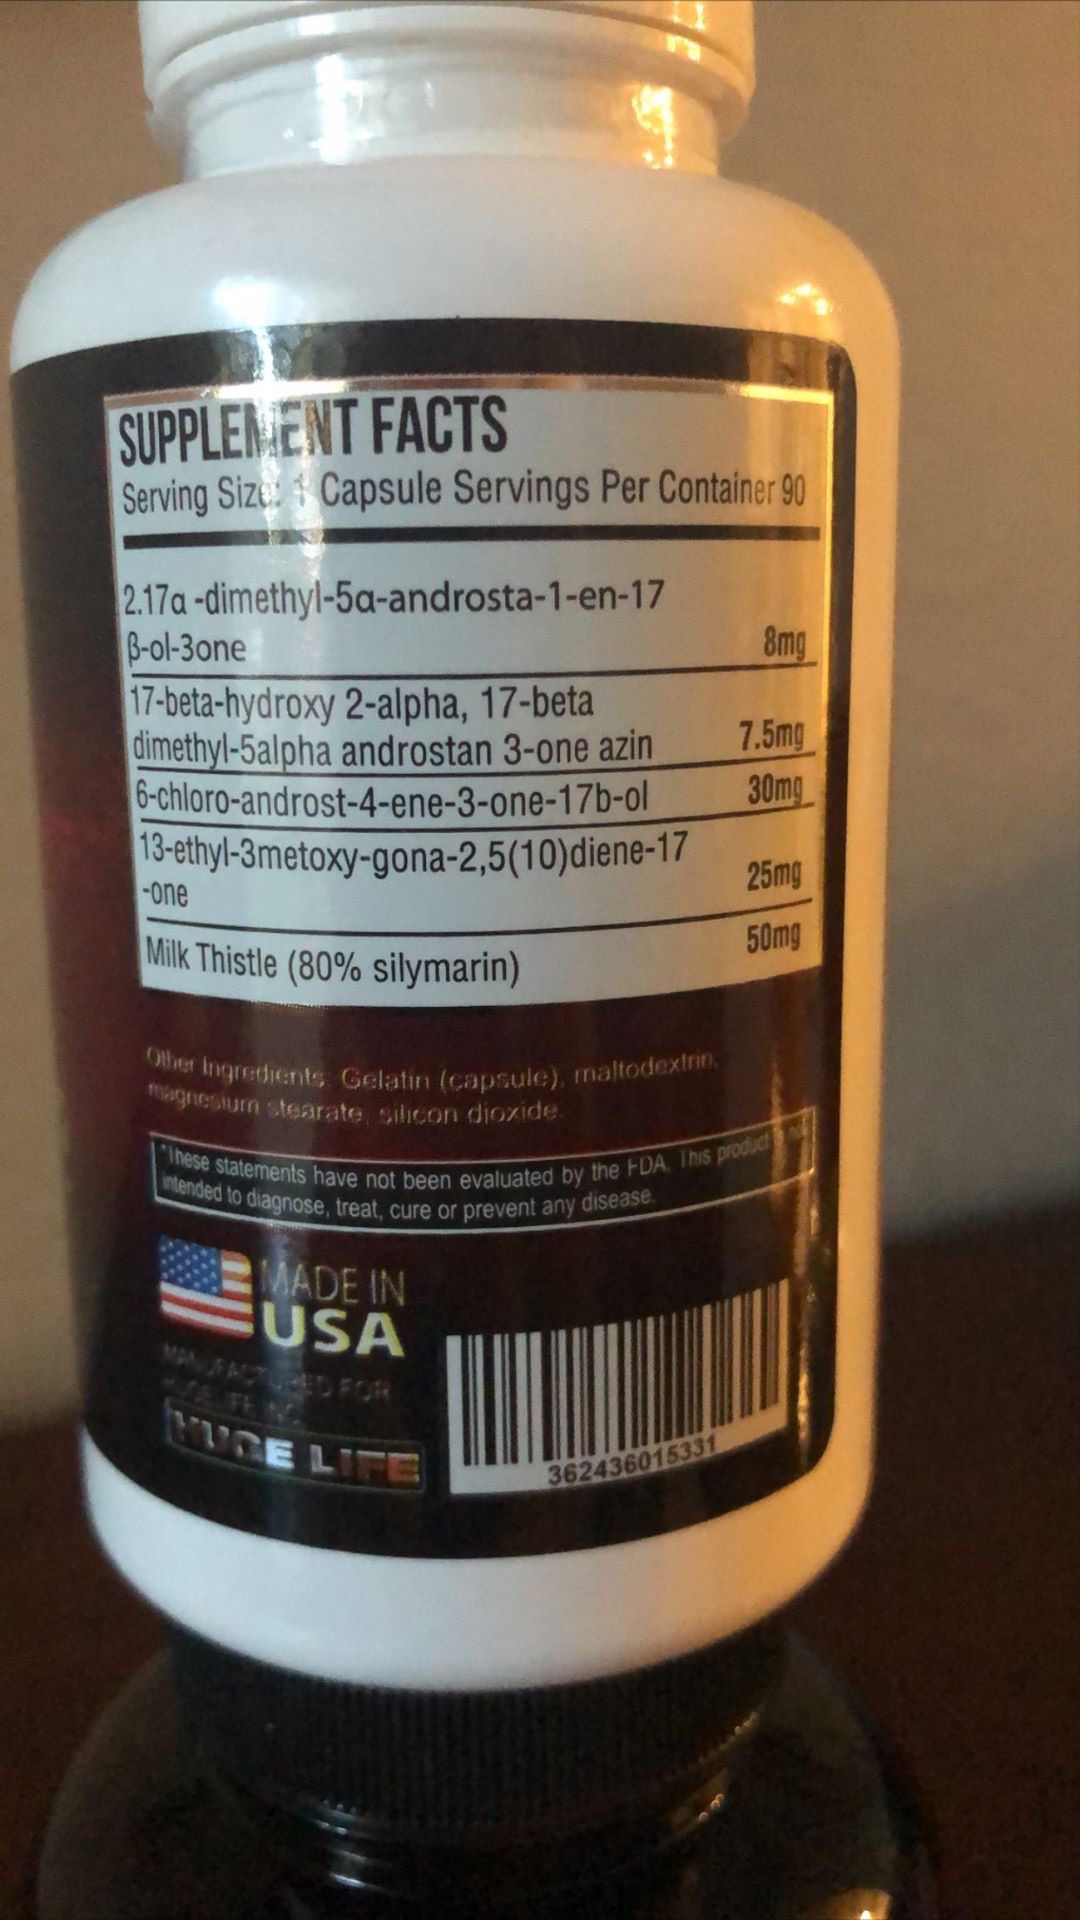 SUPPLEMENT FACTS
Serving Size: 1 Capsule Servings Per Container 90
2.17α -dimethyl-5α-androsta-1-en-17
β-ol-3one 8mg
17-beta-hydroxy 2-alpha, 17-beta
dimethyl-5alpha androstan 3-one azin 7.5mg
6-chloro-androst-4-ene-3-one-17b-ol 30mg
13-ethyl-3metoxy-gona-2,5(10)diene-17
-one 25mg
Milk Thistle (80% silymarin) 50mg
Other Ingredients: Gelatin (capsule), maltodextrin,
magnesium stearate, silicon dioxide.
*These statements have not been evaluated by the FDA. This product is not
intended to diagnose, treat, cure or prevent any disease.
MADE IN
USA
MANUFACTURED FOR
HUGE LIFE
362436015331